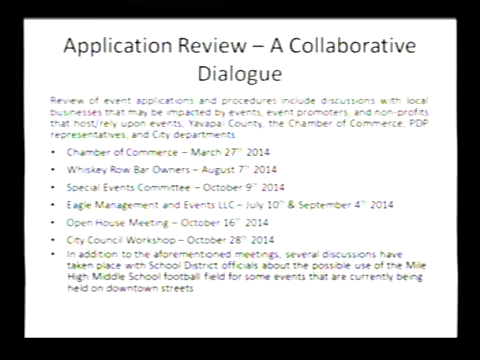 Application Review – A Collaborative
Dialogue
Review of event applications and procedures include discussions with local
businesses that may be impacted by events, event promoters, and non-profits
that host/rely upon events, Yavapai County, the Chamber of Commerce, PDP
representatives, and City departments
• Chamber of Commerce – March 27th 2014
• Whiskey Row Bar Owners – August 7th 2014
• Special Events Committee – October 9th 2014
• Eagle Management and Events LLC – July 10th & September 4th 2014
• Open House Meeting – October 16th 2014
• City Council Workshop – October 28th 2014
• In addition to the aforementioned meetings, several discussions have
taken place with School District officials about the possible use of the Mile
High Middle School football field for some events that are currently being
held on downtown streets